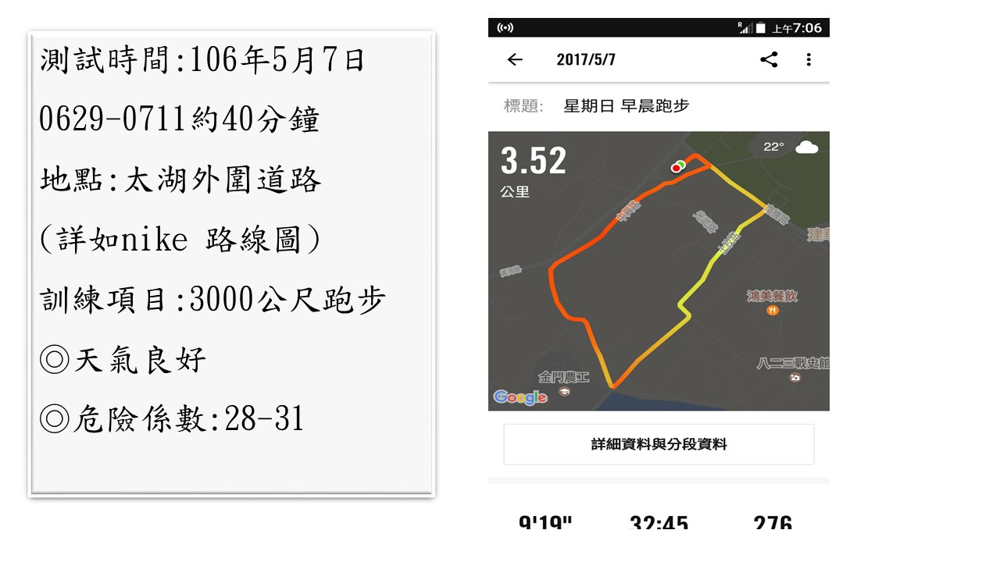 測試時間:106年5月7日
0629-0711約40分鐘
地點:太湖外圍道路
(詳如nike 路線圖)
訓練項目:3000公尺跑步
◎天氣良好
◎危險係數:28-31
R
上午7:06
2017/5/7
標題: 星期日 早晨跑步
3.52
公里
22°
中興路
建華
鴻美餐飲
八二三戰史館
金門農工
Google
詳細資料與分段資料
9'19" 32:45 276